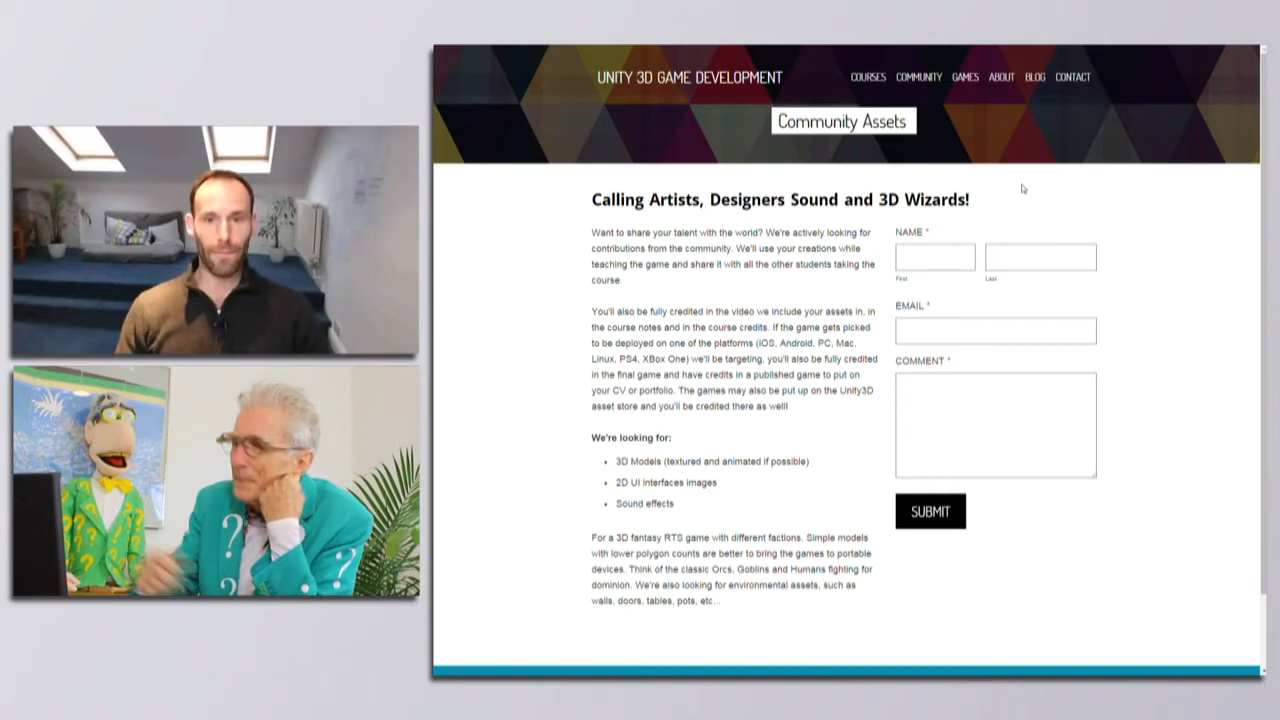 UNITY 3D GAME DEVELOPMENT
COURSES COMMUNITY GAMES ABOUT BLOG CONTACT
Community Assets
Calling Artists, Designers Sound and 3D Wizards!
Want to share your talent with the world? We're actively looking for
contributions from the community. We'll use your creations while
teaching the game and share it with all the other students taking the
course.
You'll also be fully credited in the video we include your assets in, in
the course notes and in the course credits. If the game gets picked
to be deployed on one of the platforms (iOS, Android, PC, Mac,
Linux, PS4, XBox One) we'll be targeting, you'll also be fully credited
in the final game and have credits in a published game to put on
your CV or portfolio. The games may also be put up on the Unity3D
asset store and you'll be credited there as well!
We're looking for:
• 3D Models (textured and animated if possible)
• 2D UI interfaces images
• Sound effects
For a 3D fantasy RTS game with different factions. Simple models
with lower polygon counts are better to bring the games to portable
devices. Think of the classic Orcs, Goblins and Humans fighting for
dominion. We're also looking for environmental assets, such as
walls, doors, tables, pots, etc...
NAME *
First
Last
EMAIL *
COMMENT *
SUBMIT
? ?
? ?